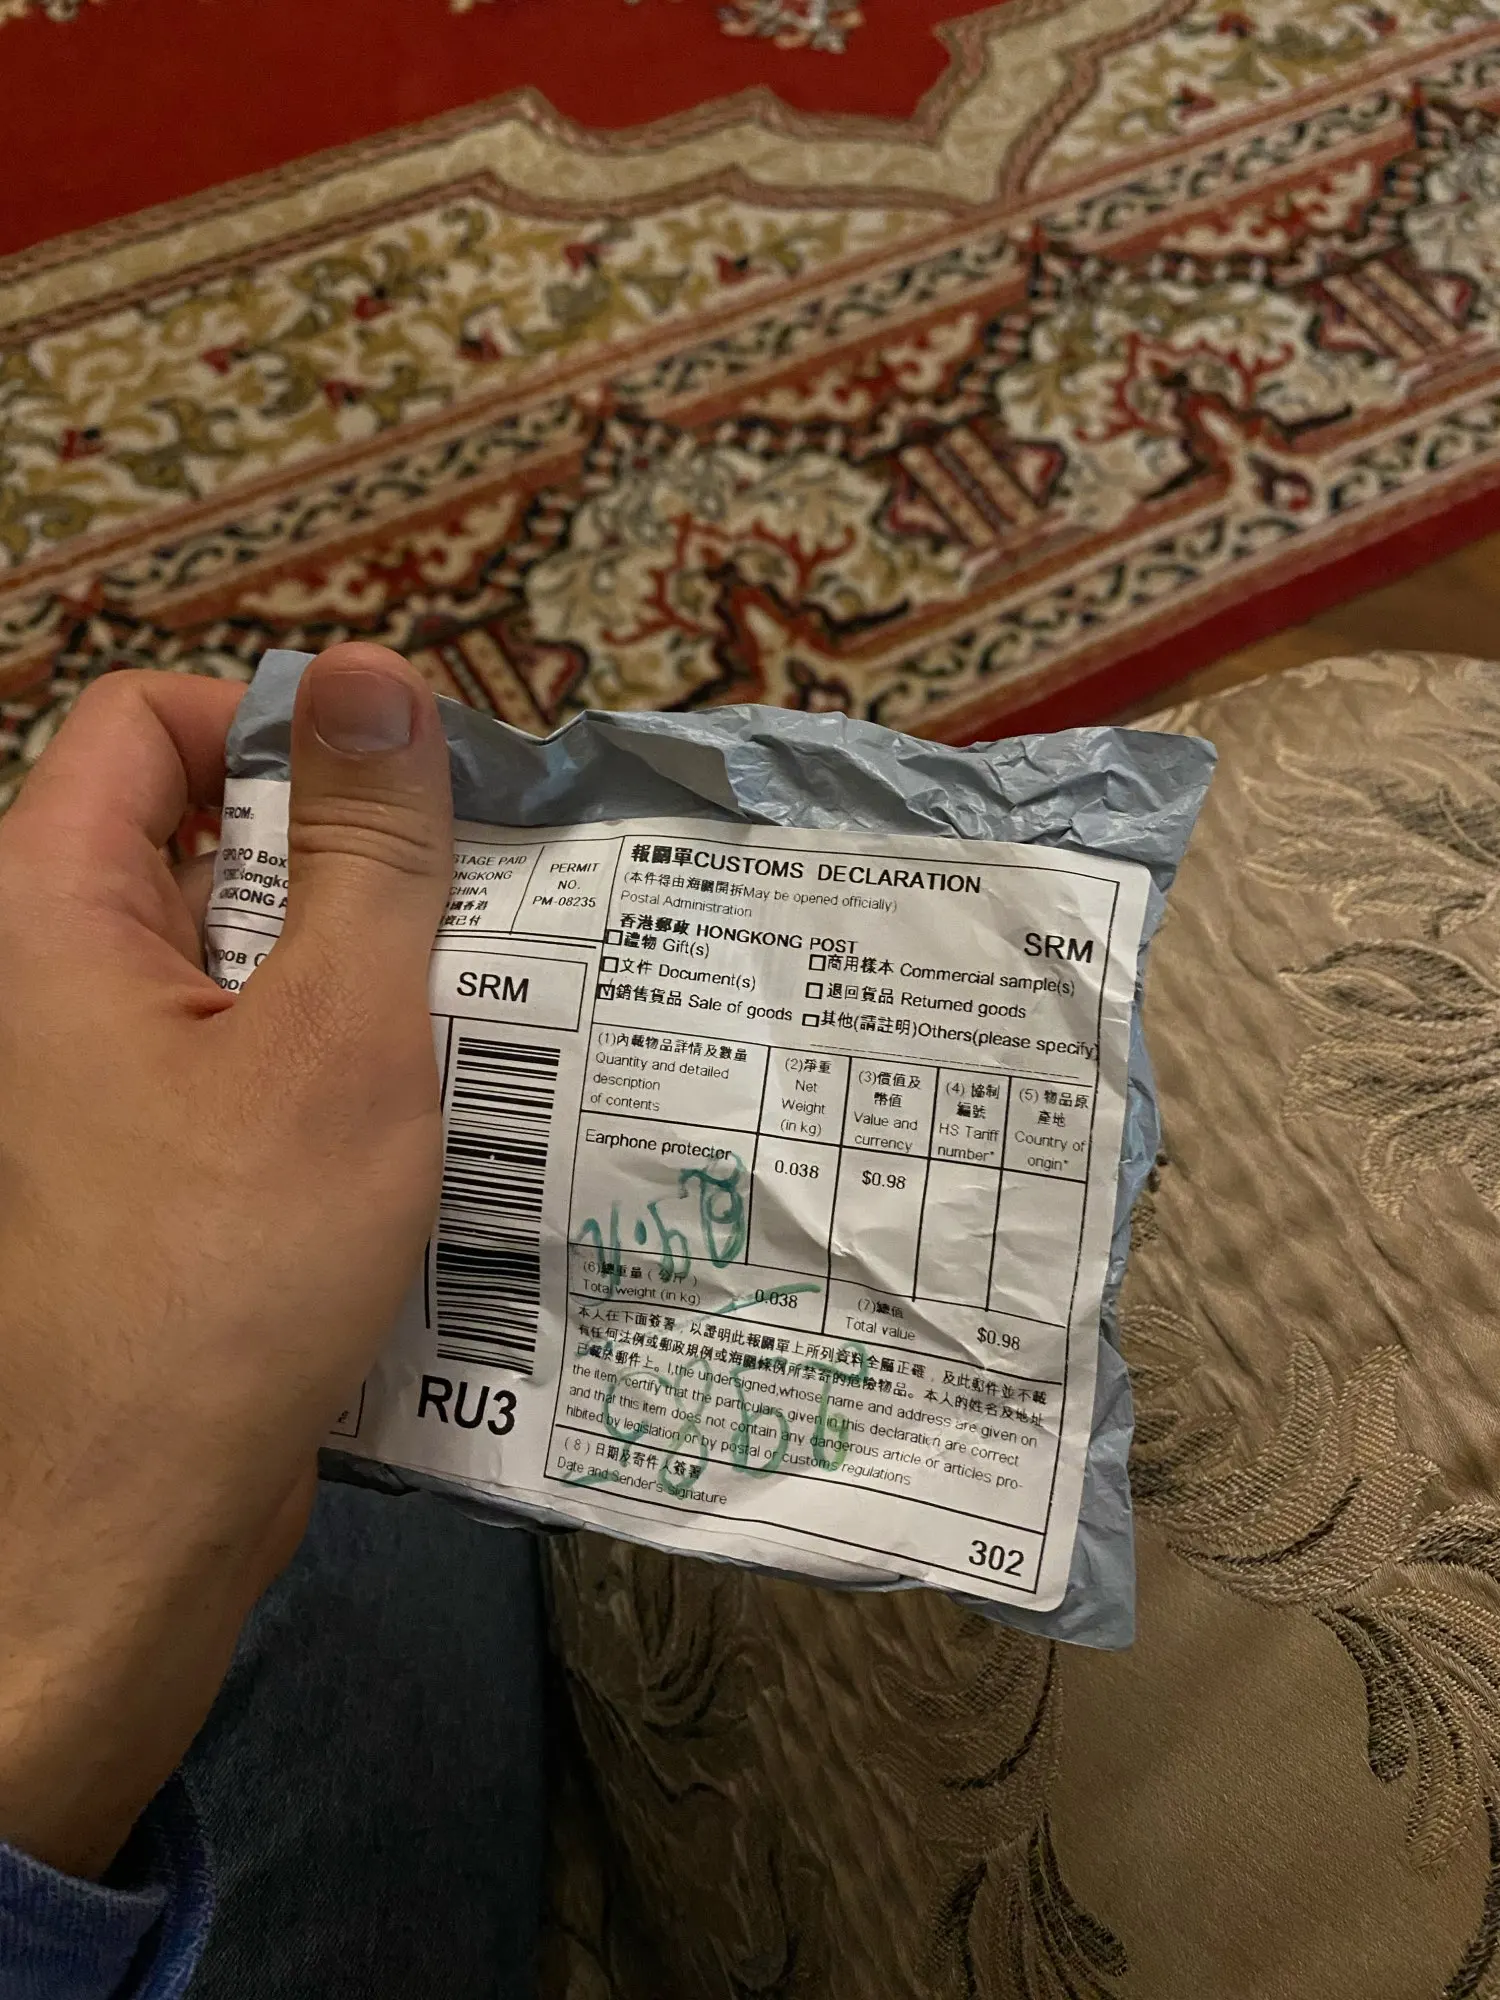 FROM:
PO Box
HONGKONG
STAGE PAID
ONGKONG
CHINA
國香港
已付
PERMIT
NO.
PM-08235
SRM
RU3
報關單CUSTOMS DECLARATION
(本件得由海關開拆May be opened officially)
Postal Administration
香港郵政 HONGKONG POST
SRM
禮物 Gift(s)
商用樣本 Commercial sample(s)
文件 Document(s)
退回貨品 Returned goods
銷售貨品 Sale of goods
其他(請註明)Others(please specify)
(1)內載物品詳情及數量
Quantity and detailed
description
of contents
(2)淨重
Net
Weight
(in kg)
(3)價值及
幣值
Value and
currency
(4) 協制
編號
HS Tariff
number*
(5) 物品原
產地
Country of
origin*
Earphone protector
0.038
$0.98
(6)總重量(公斤)
Total weight (in kg)
0.038
(7)總值
Total value
$0.98
本人在下面簽署,以證明此報關單上所列資料全屬正確,及此郵件並不載
有任何法例或郵政規例或海關條例所禁寄的危險物品。本人的姓名及地址
已載於郵件上。I,the undersigned,whose name and address are given on
the item,certify that the particulars given in this declaration are correct
and that this item does not contain any dangerous article or articles pro-
hibited by legislation or by postal or customs regulations
(8)日期及寄件人簽署
Date and Sender's signature
302